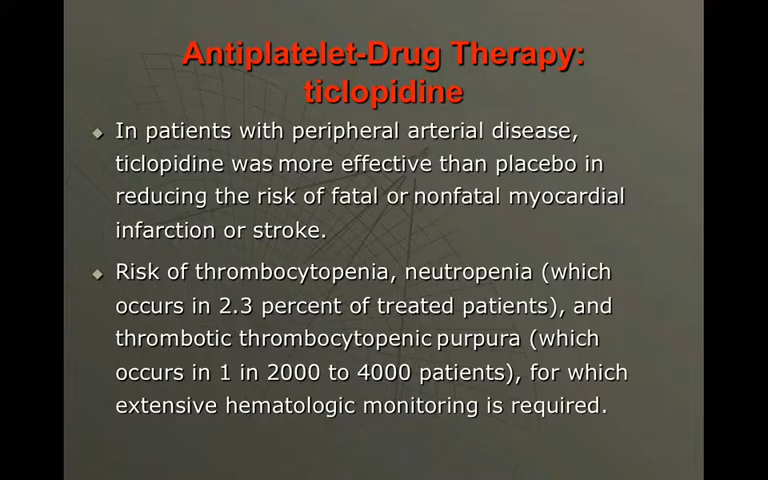 Antiplatelet-Drug Therapy:
ticlopidine
In patients with peripheral arterial disease,
ticlopidine was more effective than placebo in
reducing the risk of fatal or nonfatal myocardial
infarction or stroke.
Risk of thrombocytopenia, neutropenia (which
occurs in 2.3 percent of treated patients), and
thrombotic thrombocytopenic purpura (which
occurs in 1 in 2000 to 4000 patients), for which
extensive hematologic monitoring is required.